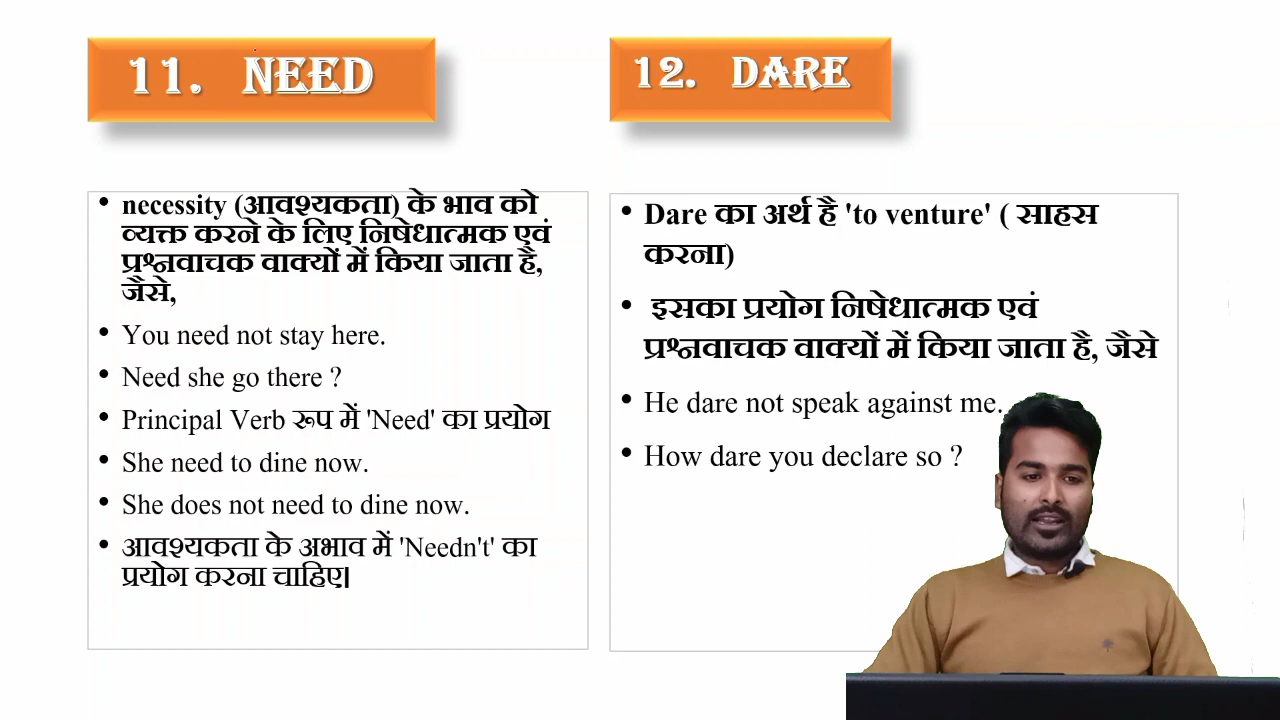 11. NEED
necessity (आवश्यकता) के भाव को
व्यक्त करने के लिए निषेधात्मक एवं
प्रश्नवाचक वाक्यों में किया जाता है,
जैसे,
You need not stay here.
Need she go there ?
Principal Verb रूप में 'Need' का प्रयोग
She need to dine now.
She does not need to dine now.
आवश्यकता के अभाव में 'Needn't' का
प्रयोग करना चाहिए।
12. DARE
Dare का अर्थ है 'to venture' ( साहस
करना)
इसका प्रयोग निषेधात्मक एवं
प्रश्नवाचक वाक्यों में किया जाता है, जैसे
He dare not speak against me.
How dare you declare so ?